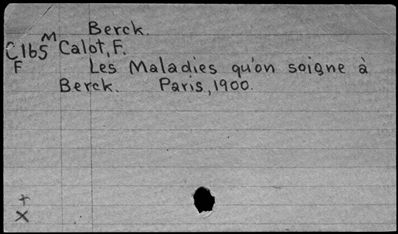 Berck.
M
C165 Calot, F.
F Les Maladies qu'on soigne à
Berck. Paris, 1900.
+
X